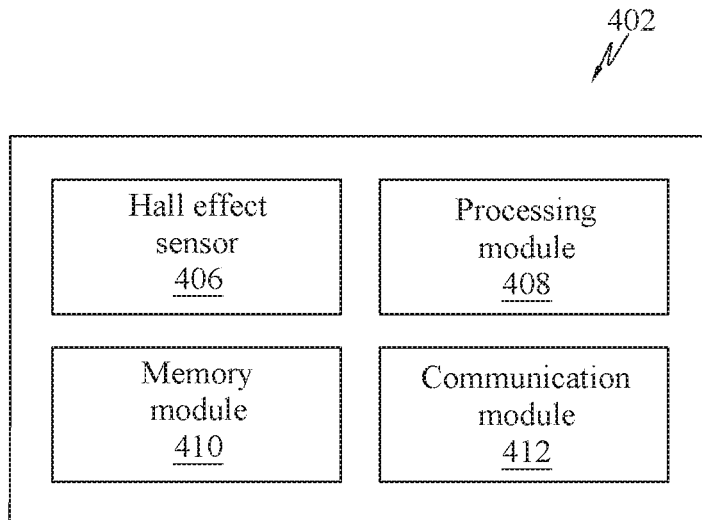 402
Hall effect
sensor
406
Processing
module
408
Memory
module
410
Communication
module
412